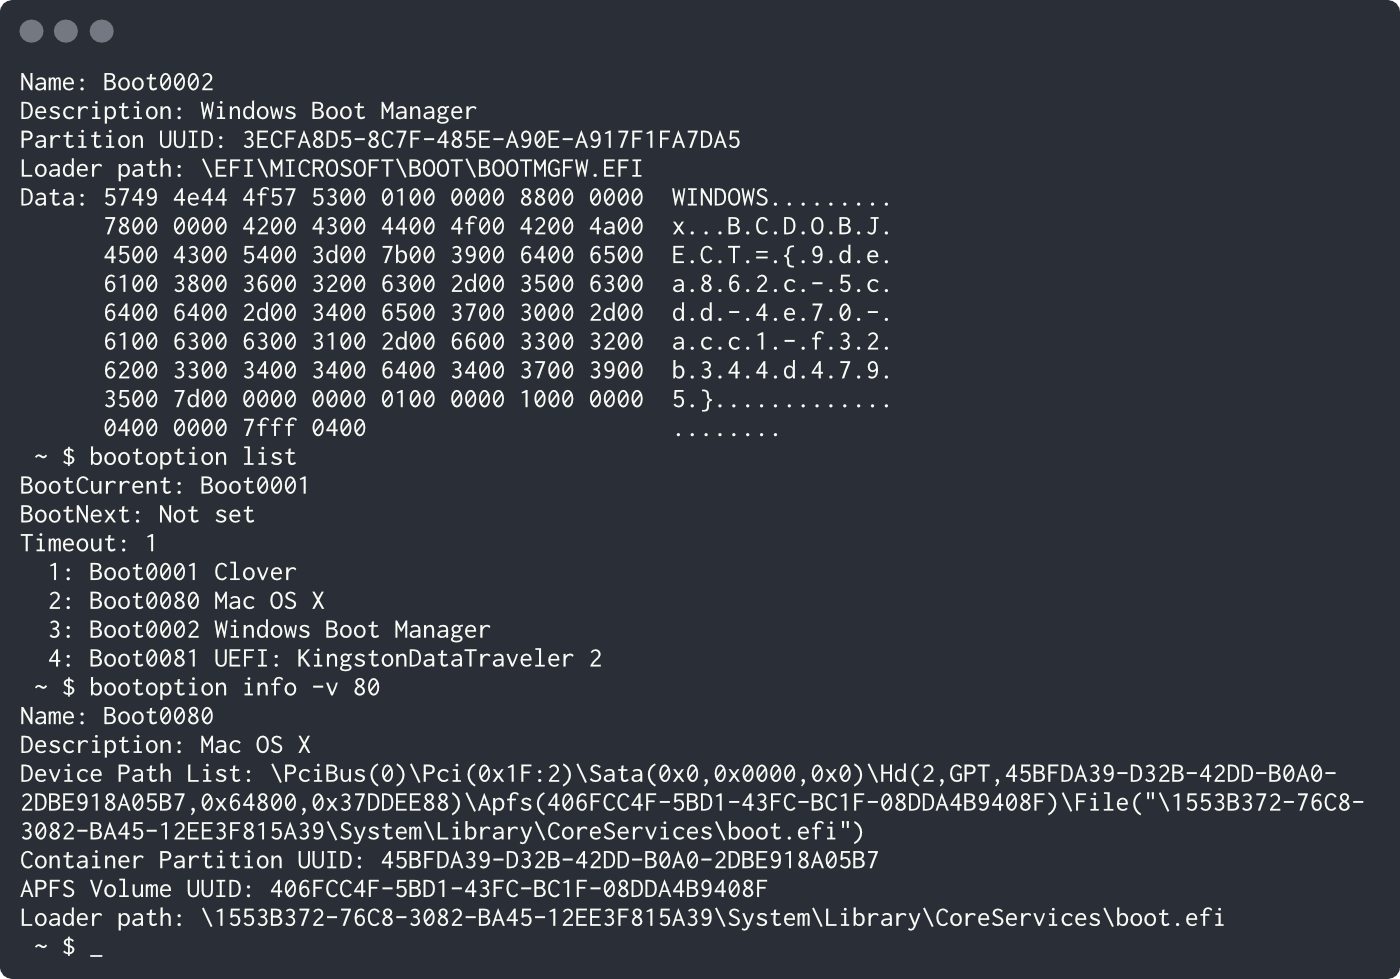 Name: Boot0002
Description: Windows Boot Manager
Partition UUID: 3ECFA8D5-8C7F-485E-A90E-A917F1FA7DA5
Loader path: \EFI\MICROSOFT\BOOT\BOOTMGFW.EFI
Data: 5749 4e44 4f57 5300 0100 0000 8800 0000  WINDOWS.........
      7800 0000 4200 4300 4400 4f00 4200 4a00  x...B.C.D.O.B.J.
      4500 4300 5400 3d00 7b00 3900 6400 6500  E.C.T.=.{.9.d.e.
      6100 3800 3600 3200 6300 2d00 3500 6300  a.8.6.2.c.-.5.c.
      6400 6400 2d00 3400 6500 3700 3000 2d00  d.d.-.4.e.7.0.-.
      6100 6300 6300 3100 2d00 6600 3300 3200  a.c.c.1.-.f.3.2.
      6200 3300 3400 3400 6400 3400 3700 3900  b.3.4.4.d.4.7.9.
      3500 7d00 0000 0000 0100 0000 1000 0000  5.}.............
      0400 0000 7fff 0400                      ........
 ~ $ bootoption list
BootCurrent: Boot0001
BootNext: Not set
Timeout: 1
  1: Boot0001 Clover
  2: Boot0080 Mac OS X
  3: Boot0002 Windows Boot Manager
  4: Boot0081 UEFI: KingstonDataTraveler 2
 ~ $ bootoption info -v 80
Name: Boot0080
Description: Mac OS X
Device Path List: \PciBus(0)\Pci(0x1F:2)\Sata(0x0,0x0000,0x0)\Hd(2,GPT,45BFDA39-D32B-42DD-B0A0-
2DBE918A05B7,0x64800,0x37DDEE88)\Apfs(406FCC4F-5BD1-43FC-BC1F-08DDA4B9408F)\File("\1553B372-76C8-
3082-BA45-12EE3F815A39\System\Library\CoreServices\boot.efi")
Container Partition UUID: 45BFDA39-D32B-42DD-B0A0-2DBE918A05B7
APFS Volume UUID: 406FCC4F-5BD1-43FC-BC1F-08DDA4B9408F
Loader path: \1553B372-76C8-3082-BA45-12EE3F815A39\System\Library\CoreServices\boot.efi
 ~ $ _